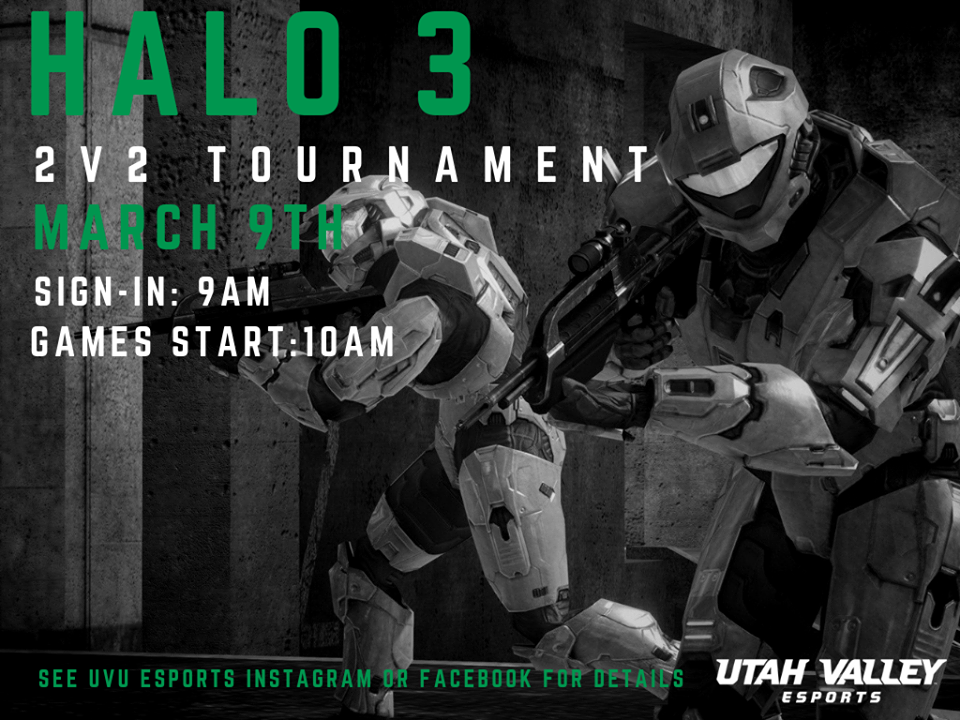 HALO 3
2V2 TOURNAMENT
MARCH 9TH
SIGN-IN: 9AM
GAMES START:10AM
SEE UVU ESPORTS INSTAGRAM OR FACEBOOK FOR DETAILS
UTAH VALLEY
ESPORTS